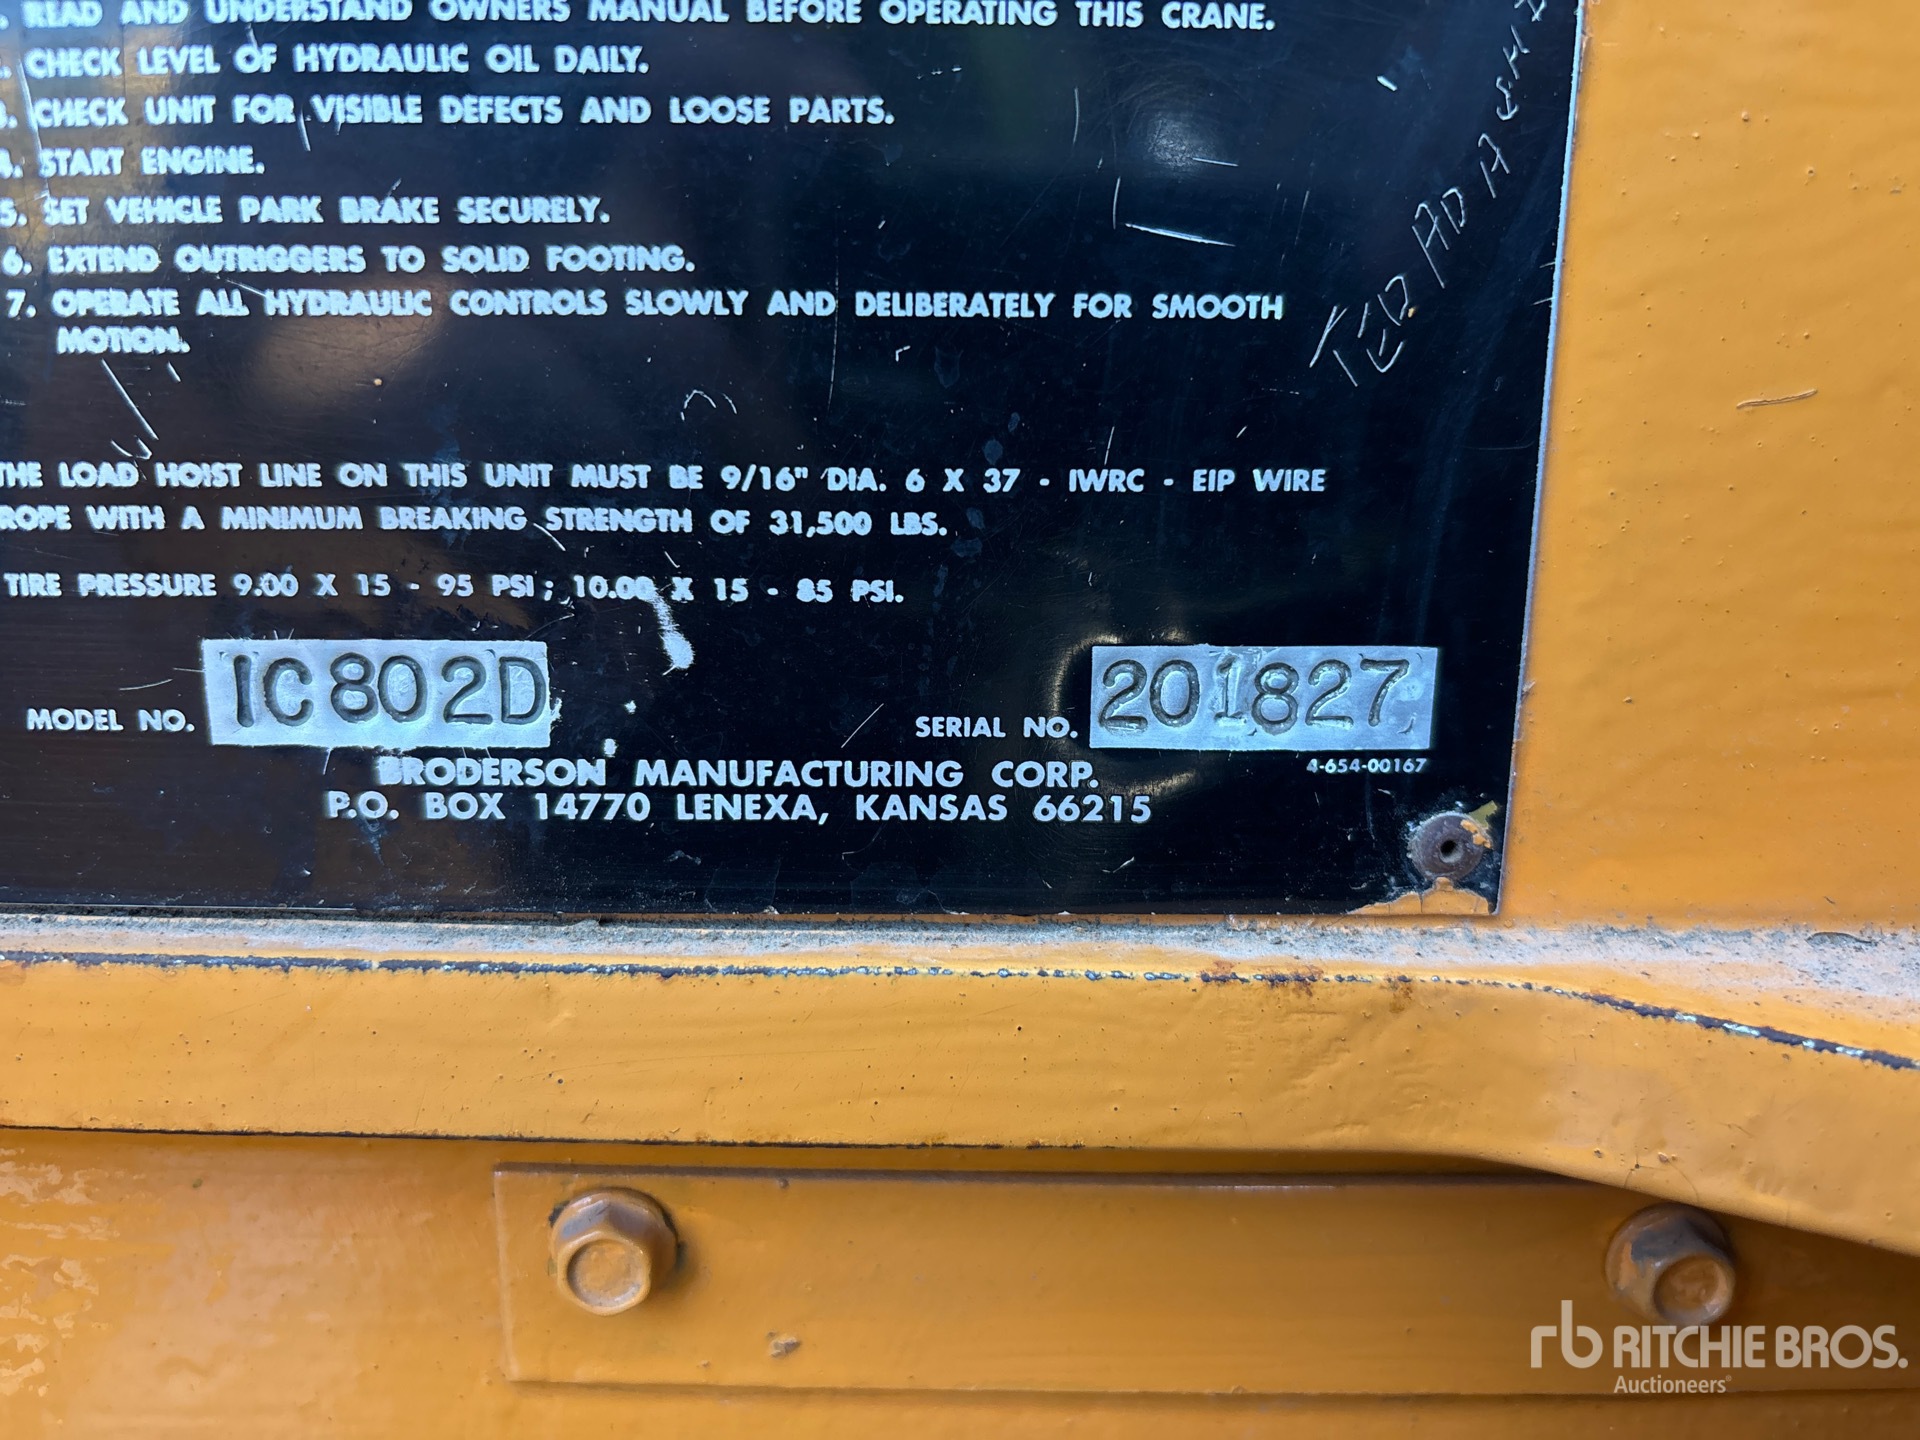 . READ AND UNDERSTAND OWNERS MANUAL BEFORE OPERATING THIS CRANE.
. CHECK LEVEL OF HYDRAULIC OIL DAILY.
3. CHECK UNIT FOR VISIBLE DEFECTS AND LOOSE PARTS.
4. START ENGINE.
5. SET VEHICLE PARK BRAKE SECURELY.
6. EXTEND OUTRIGGERS TO SOLID FOOTING.
7. OPERATE ALL HYDRAULIC CONTROLS SLOWLY AND DELIBERATELY FOR SMOOTH
MOTION.
THE LOAD HOIST LINE ON THIS UNIT MUST BE 9/16" DIA. 6 X 37 - IWRC - EIP WIRE
ROPE WITH A MINIMUM BREAKING STRENGTH OF 31,500 LBS.
TIRE PRESSURE 9.00 X 15 - 95 PSI; 10.00 X 15 - 85 PSI.
MODEL NO. IC802D SERIAL NO. 201827
4-654-00167
BRODERSON MANUFACTURING CORP.
P.O. BOX 14770 LENEXA, KANSAS 66215
rb RITCHIE BROS.
Auctioneers